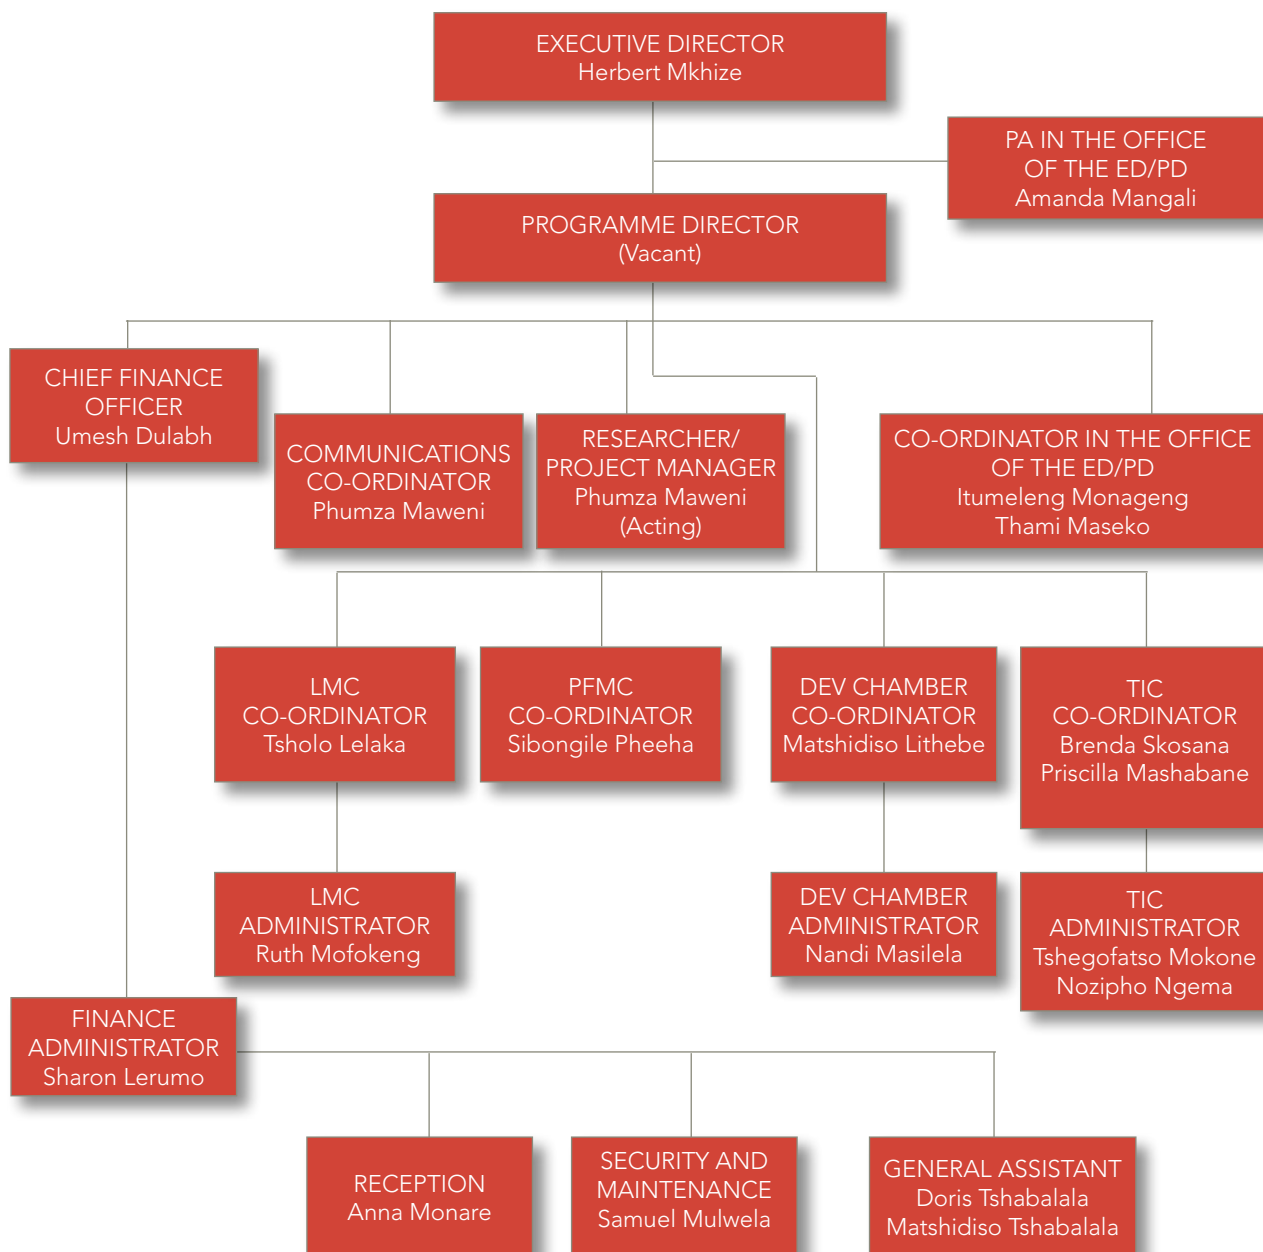 EXECUTIVE DIRECTOR
Herbert Mkhize
PA IN THE OFFICE
OF THE ED/PD
Amanda Mangali
PROGRAMME DIRECTOR
(Vacant)
CHIEF FINANCE
OFFICER
Umesh Dulabh
COMMUNICATIONS
CO-ORDINATOR
Phumza Maweni
RESEARCHER/
PROJECT MANAGER
Phumza Maweni
(Acting)
CO-ORDINATOR IN THE OFFICE
OF THE ED/PD
Itumeleng Monageng
Thami Maseko
LMC
CO-ORDINATOR
Tsholo Lelaka
PFMC
CO-ORDINATOR
Sibongile Pheeha
DEV CHAMBER
CO-ORDINATOR
Matshidiso Lithebe
TIC
CO-ORDINATOR
Brenda Skosana
Priscilla Mashabane
LMC
ADMINISTRATOR
Ruth Mofokeng
DEV CHAMBER
ADMINISTRATOR
Nandi Masilela
TIC
ADMINISTRATOR
Tshegofatso Mokone
Nozipho Ngema
FINANCE
ADMINISTRATOR
Sharon Lerumo
RECEPTION
Anna Monare
SECURITY AND
MAINTENANCE
Samuel Mulwela
GENERAL ASSISTANT
Doris Tshabalala
Matshidiso Tshabalala